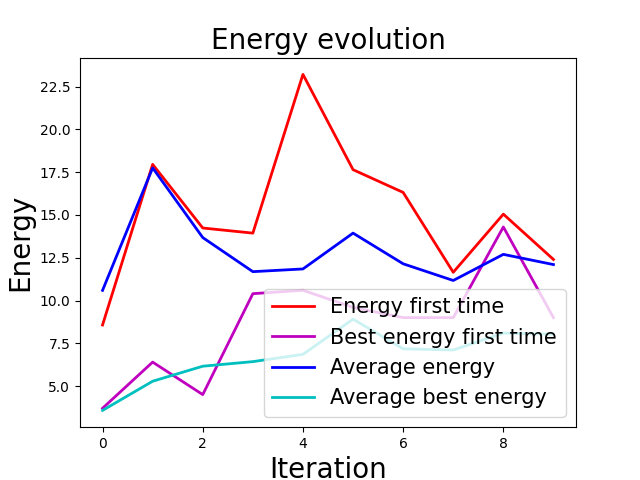 Energy evolution
Energy
22.5
20.0
17.5
15.0
12.5
10.0
7.5
5.0
Energy first time
Best energy first time
Average energy
Average best energy
0 2 4 6 8
Iteration